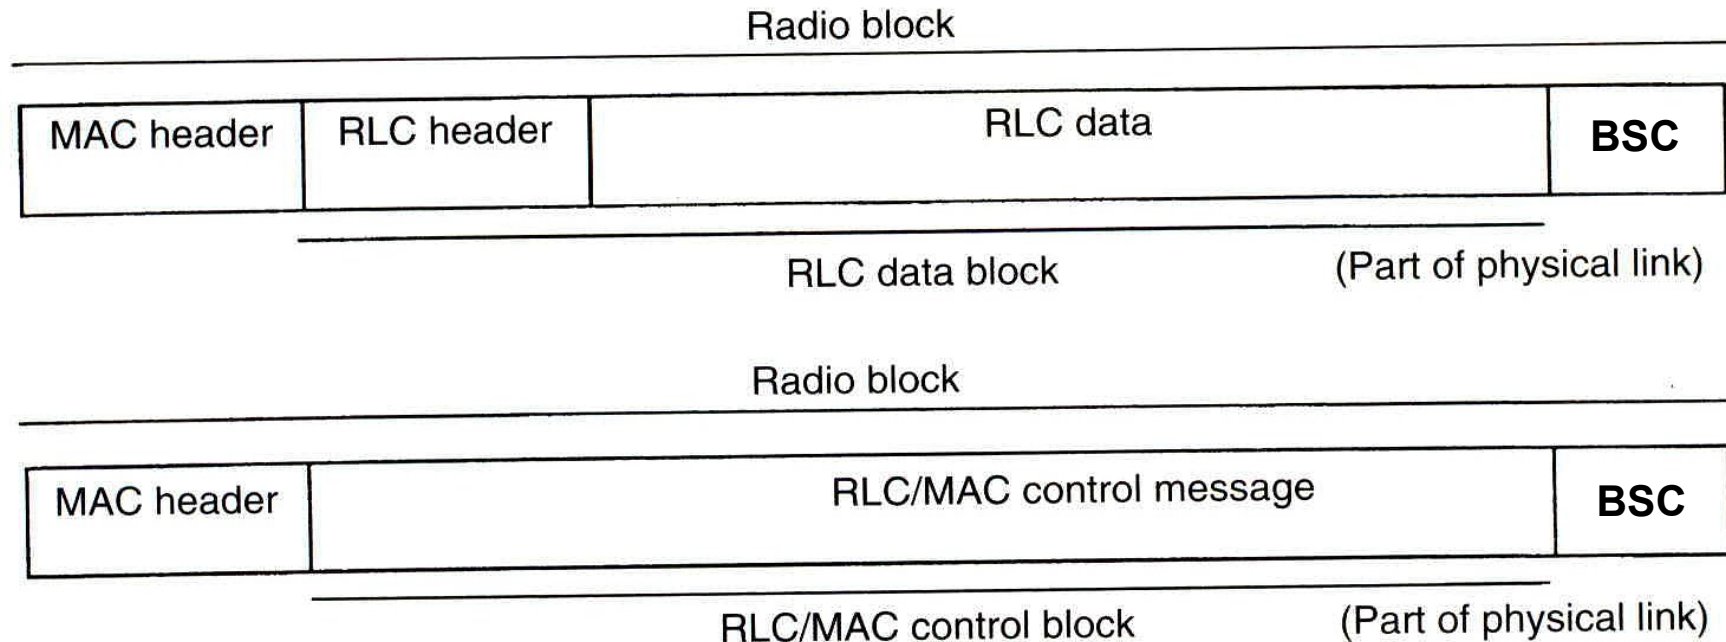 Radio block
MAC header RLC header RLC data BSC
RLC data block (Part of physical link)
Radio block
MAC header RLC/MAC control message BSC
RLC/MAC control block (Part of physical link)